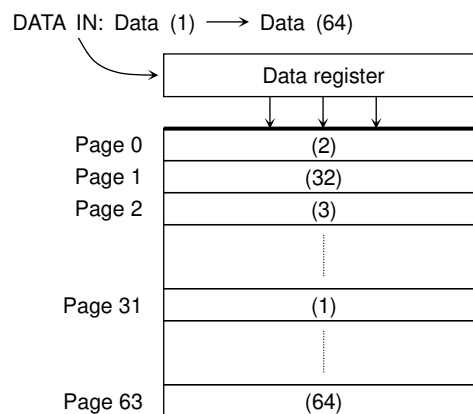 DATA IN: Data (1) → Data (64)
Data register
Page 0 (2)
Page 1 (32)
Page 2 (3)
Page 31 (1)
Page 63 (64)